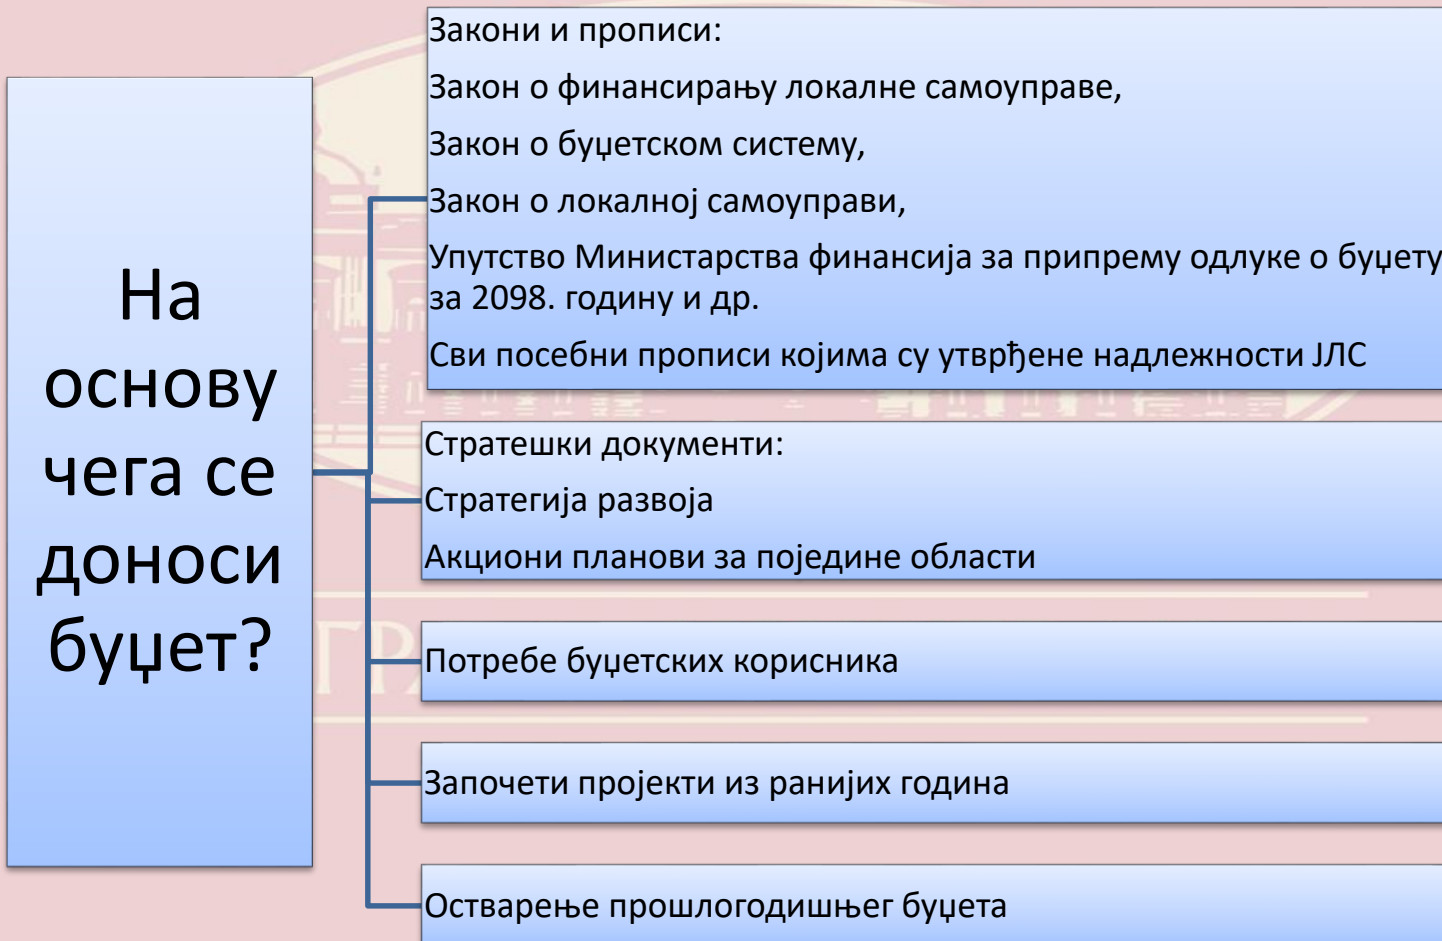 На
основу
чега се
доноси
буџет?
Закони и прописи:
Закон о финансирању локалне самоуправе,
Закон о буџетском систему,
Закон о локалној самоуправи,
Упутство Министарства финансија за припрему одлуке о буџету
за 2098. годину и др.
Сви посебни прописи којима су утврђене надлежности ЈЛС
Стратешки документи:
Стратегија развоја
Акциони планови за поједине области
Потребе буџетских корисника
Започети пројекти из ранијих година
Остварење прошлогодишњег буџета